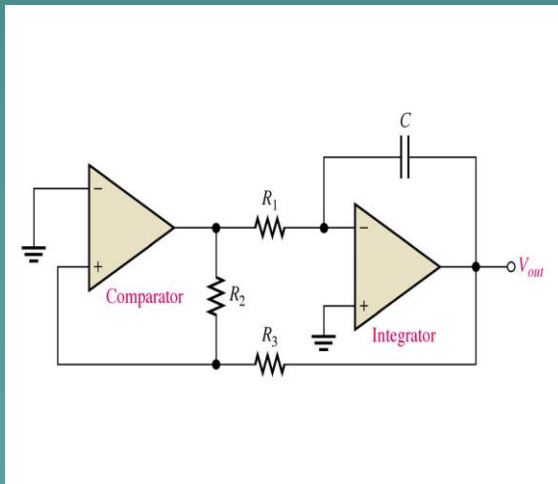 C
R1
−
+
Comparator
R2
−
+
Integrator
Vout
R3